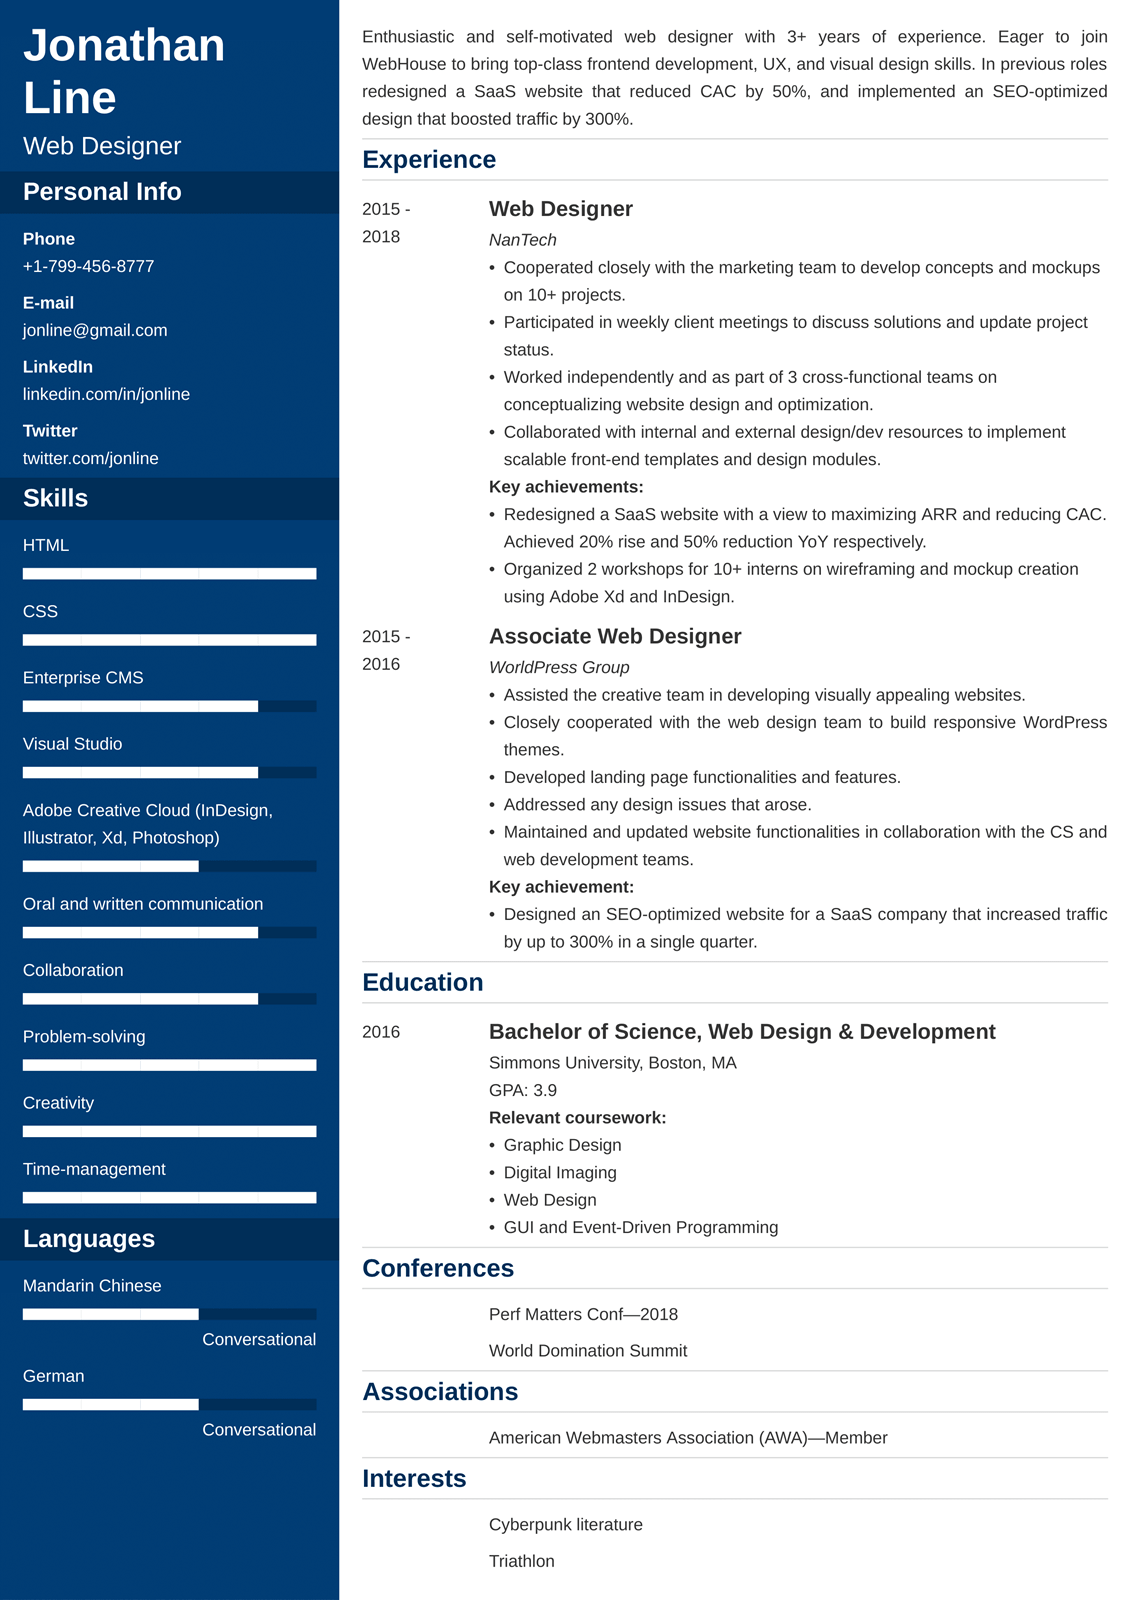 Jonathan
Line
Web Designer
Personal Info
Phone
+1-799-456-8777
E-mail
jonline@gmail.com
LinkedIn
linkedin.com/in/jonline
Twitter
twitter.com/jonline
Skills
HTML
CSS
Enterprise CMS
Visual Studio
Adobe Creative Cloud (InDesign,
Illustrator, Xd, Photoshop)
Oral and written communication
Collaboration
Problem-solving
Creativity
Time-management
Languages
Mandarin Chinese
Conversational
German
Conversational
Enthusiastic and self-motivated web designer with 3+ years of experience. Eager to join
WebHouse to bring top-class frontend development, UX, and visual design skills. In previous roles
redesigned a SaaS website that reduced CAC by 50%, and implemented an SEO-optimized
design that boosted traffic by 300%.
Experience
2015 -
2018
Web Designer
NanTech
• Cooperated closely with the marketing team to develop concepts and mockups
on 10+ projects.
• Participated in weekly client meetings to discuss solutions and update project
status.
• Worked independently and as part of 3 cross-functional teams on
conceptualizing website design and optimization.
• Collaborated with internal and external design/dev resources to implement
scalable front-end templates and design modules.
Key achievements:
• Redesigned a SaaS website with a view to maximizing ARR and reducing CAC.
Achieved 20% rise and 50% reduction YoY respectively.
• Organized 2 workshops for 10+ interns on wireframing and mockup creation
using Adobe Xd and InDesign.
2015 -
2016
Associate Web Designer
WorldPress Group
• Assisted the creative team in developing visually appealing websites.
• Closely cooperated with the web design team to build responsive WordPress
themes.
• Developed landing page functionalities and features.
• Addressed any design issues that arose.
• Maintained and updated website functionalities in collaboration with the CS and
web development teams.
Key achievement:
• Designed an SEO-optimized website for a SaaS company that increased traffic
by up to 300% in a single quarter.
Education
2016
Bachelor of Science, Web Design & Development
Simmons University, Boston, MA
GPA: 3.9
Relevant coursework:
• Graphic Design
• Digital Imaging
• Web Design
• GUI and Event-Driven Programming
Conferences
Perf Matters Conf—2018
World Domination Summit
Associations
American Webmasters Association (AWA)—Member
Interests
Cyberpunk literature
Triathlon